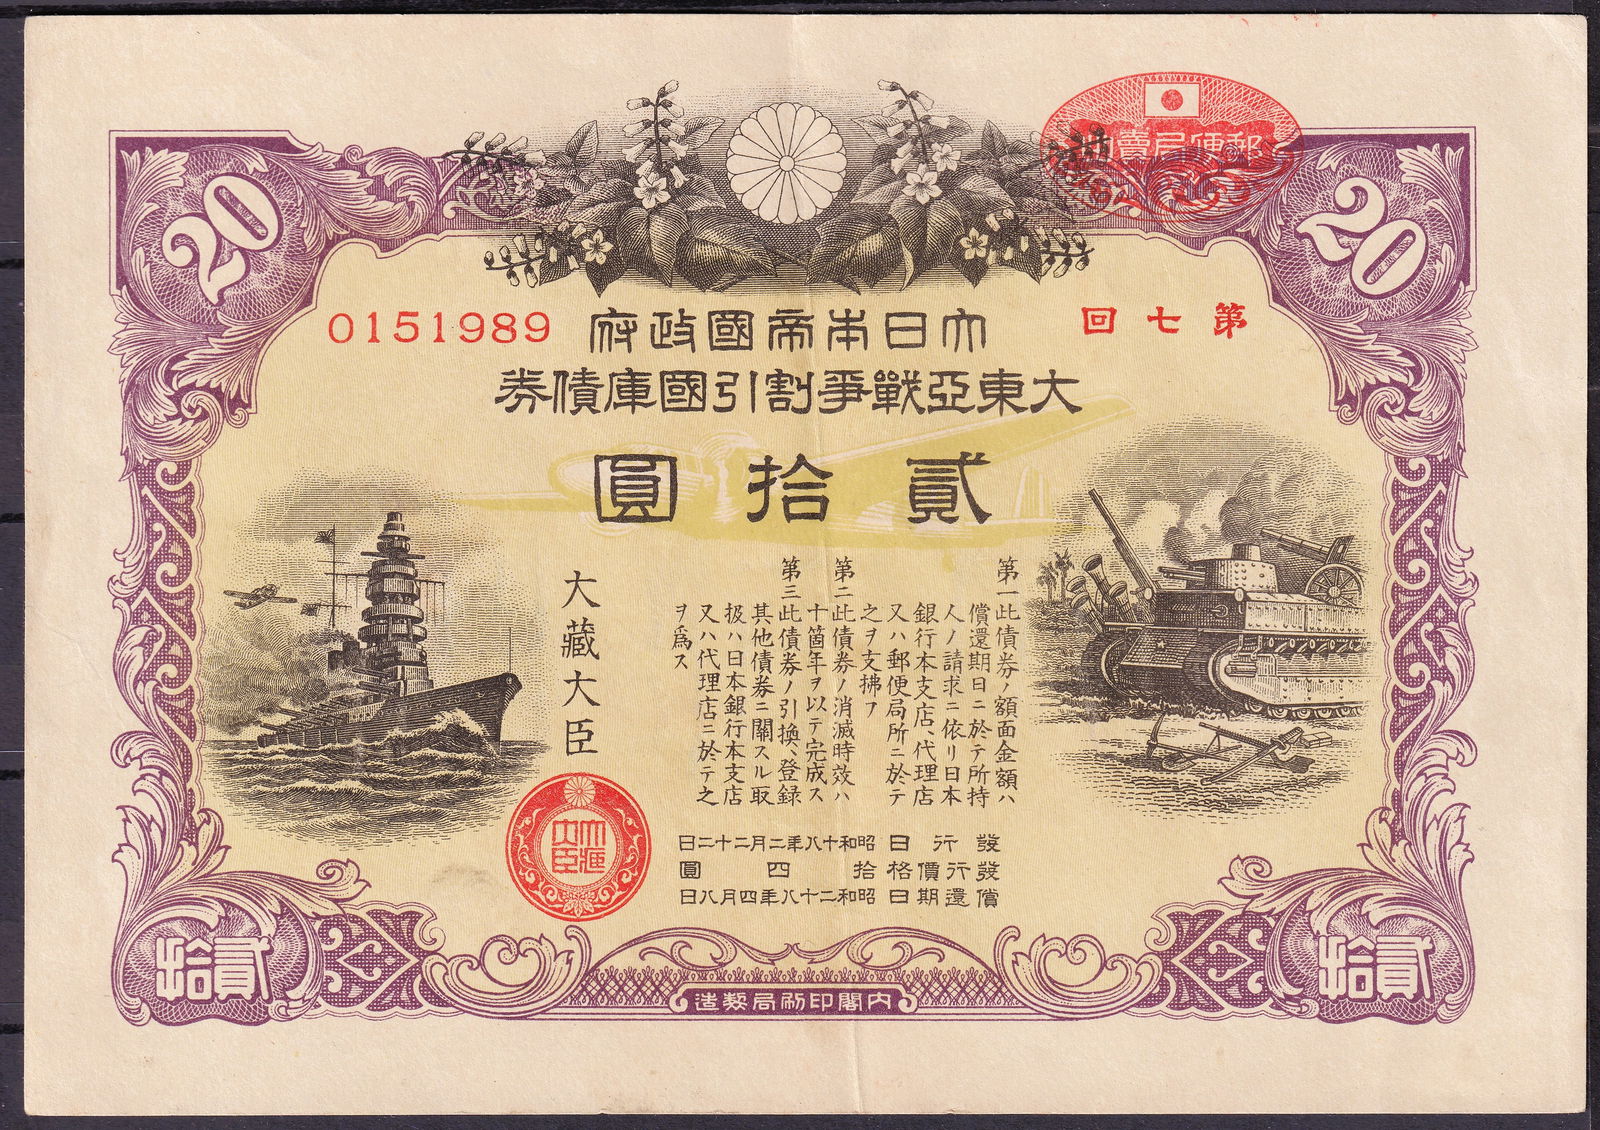 郵便局賣
20
20
第七回
大日本帝國政府
0151989
大東亞戰爭割引國庫債券
貳拾圓
第一此債券ノ額面金額ハ
償還期日ニ於テ所持
人ノ請求ニ依リ日本
銀行本支店、代理店
又ハ郵便局所ニ於テ
之ヲ支拂フ
第二此債券ノ消滅時效ハ
十箇年ヲ以テ完成ス
第三此債券ノ引換、登錄
其他債券ニ關スル取
扱ハ日本銀行本支店
又ハ代理店ニ於テ之
ヲ爲ス
大藏大臣
大藏大臣
發行日 昭和十八年二月二十二日
發行價格 拾四圓
償還期日 昭和二十八年四月八日
貳拾
貳拾
內閣印刷局製造